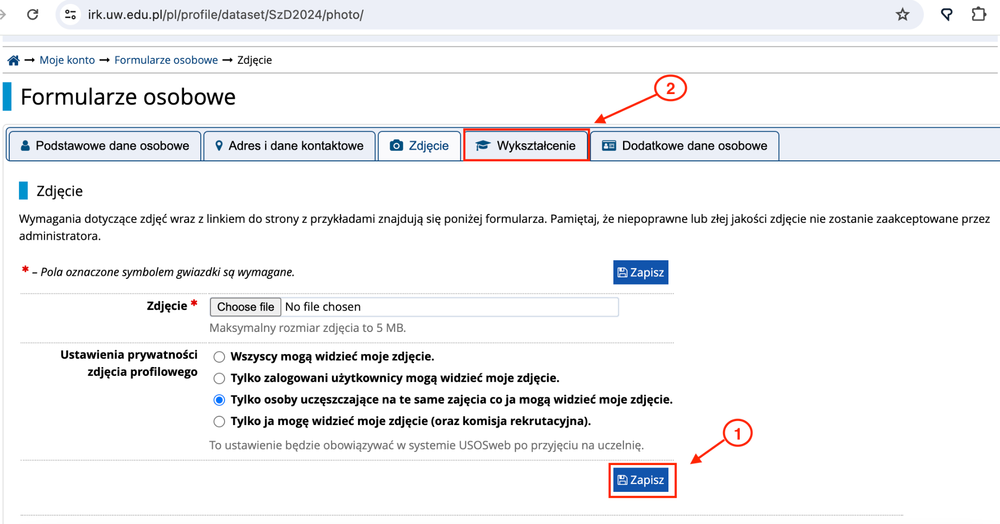 irk.uw.edu.pl/pl/profile/dataset/SzD2024/photo/
→ Moje konto → Formularze osobowe → Zdjęcie
2
Formularze osobowe
Podstawowe dane osobowe Adres i dane kontaktowe Zdjęcie Wykształcenie Dodatkowe dane osobowe
Zdjęcie
Wymagania dotyczące zdjęć wraz z linkiem do strony z przykładami znajdują się poniżej formularza. Pamiętaj, że niepoprawne lub złej jakości zdjęcie nie zostanie zaakceptowane przez
administratora.
* – Pola oznaczone symbolem gwiazdki są wymagane.
Zapisz
Zdjęcie * Choose file No file chosen
Maksymalny rozmiar zdjęcia to 5 MB.
Ustawienia prywatności
zdjęcia profilowego
Wszyscy mogą widzieć moje zdjęcie.
Tylko zalogowani użytkownicy mogą widzieć moje zdjęcie.
Tylko osoby uczęszczające na te same zajęcia co ja mogą widzieć moje zdjęcie.
Tylko ja mogę widzieć moje zdjęcie (oraz komisja rekrutacyjna).
To ustawienie będzie obowiązywać w systemie USOSweb po przyjęciu na uczelnię.
1
Zapisz